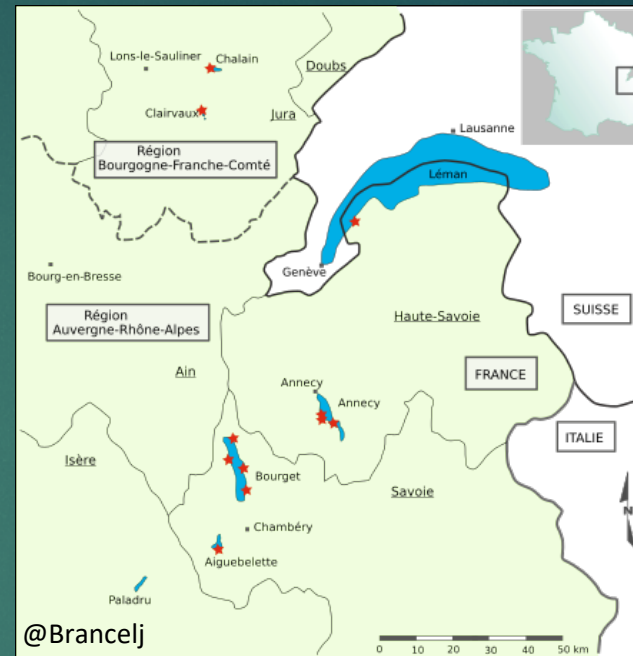 Lons-le-Saulinier
Chalain
Doubs
Clairvaux
Jura
Région
Bourgogne-Franche-Comté
Lausanne
Léman
Genève
Bourg-en-Bresse
Région
Auvergne-Rhône-Alpes
Haute-Savoie
SUISSE
Ain
FRANCE
Annecy
Annecy
ITALIE
Isère
Bourget
Savoie
Chambéry
Aiguebelette
Paladru
N
@Brancelj
0 10 20 30 40 50 km